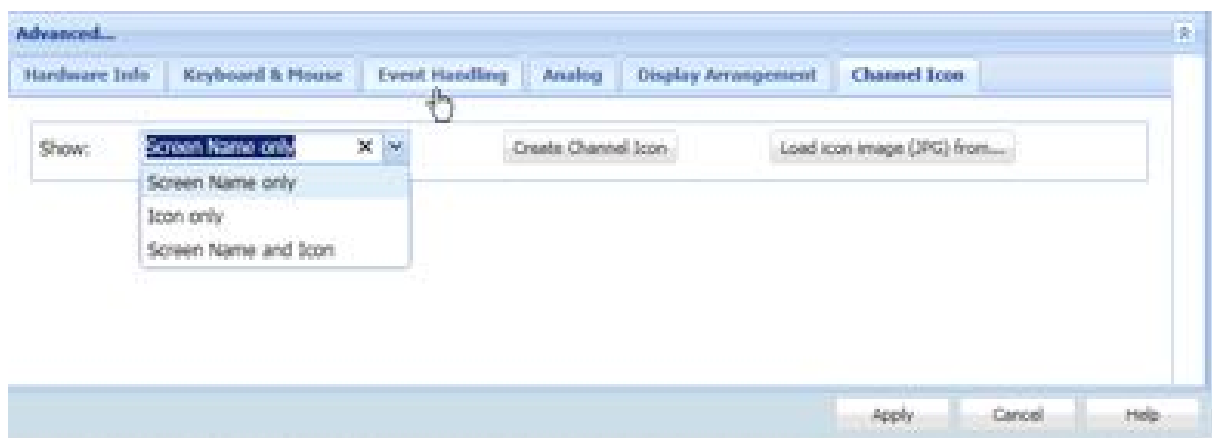 Advanced...
Hardware Info Keyboard & Mouse Event Handling Analog Display Arrangement Channel Icon
Show: Screen Name only Create Channel Icon Load icon image (JPG) from...
Screen Name only
Icon only
Screen Name and Icon
Apply Cancel Help